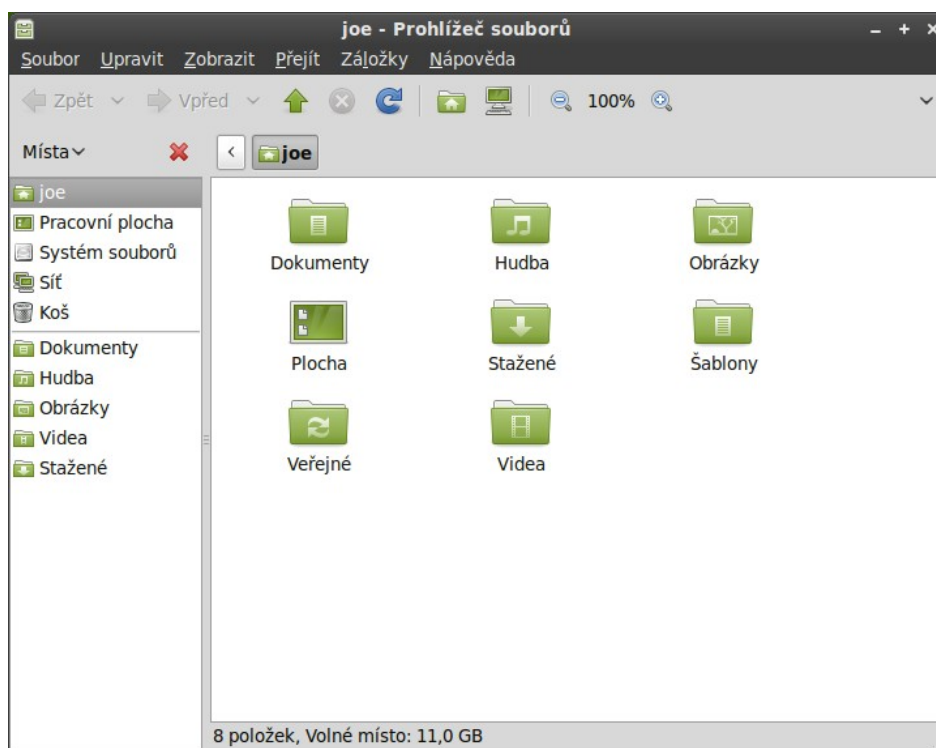 joe - Prohlížeč souborů
Soubor Upravit Zobrazit Přejít Záložky Nápověda
Zpět Vpřed 100%
Místa joe
joe
Pracovní plocha
Systém souborů
Síť
Koš
Dokumenty
Hudba
Obrázky
Videa
Stažené
Dokumenty Hudba Obrázky
Plocha Stažené Šablony
Veřejné Videa
8 položek, Volné místo: 11,0 GB